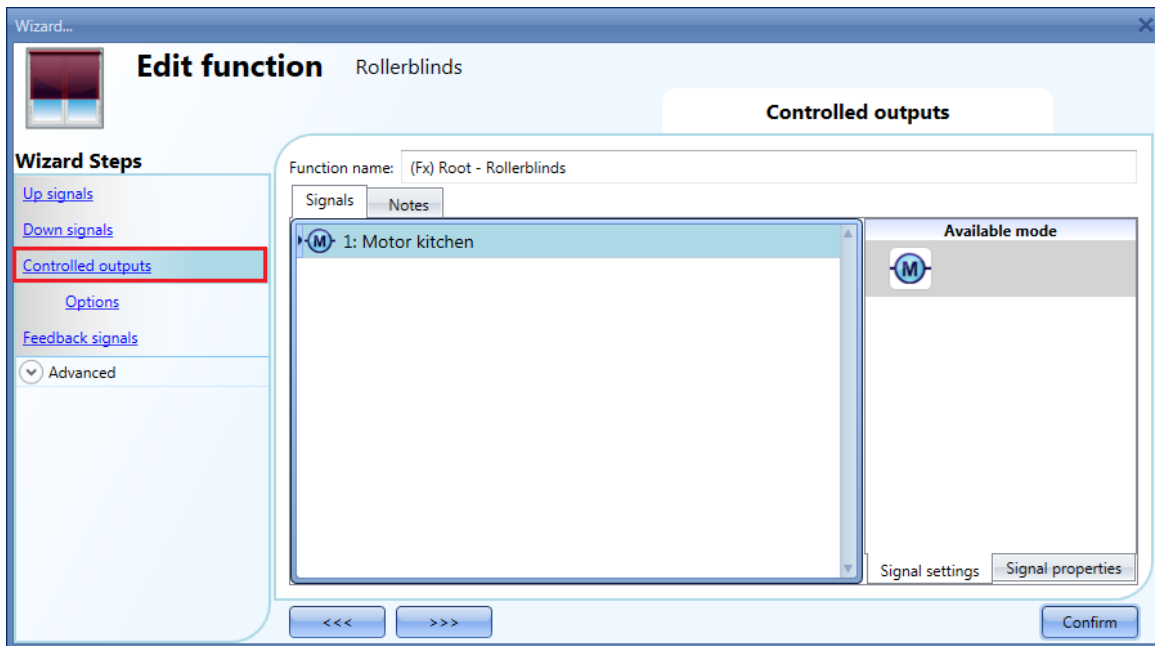 Wizard...
Edit function Rollerblinds
Controlled outputs
Wizard Steps
Up signals
Down signals
Controlled outputs
Options
Feedback signals
Advanced
Function name: (Fx) Root - Rollerblinds
Signals Notes
M 1: Motor kitchen
Available mode
M
Signal settings Signal properties
<<< >>> Confirm